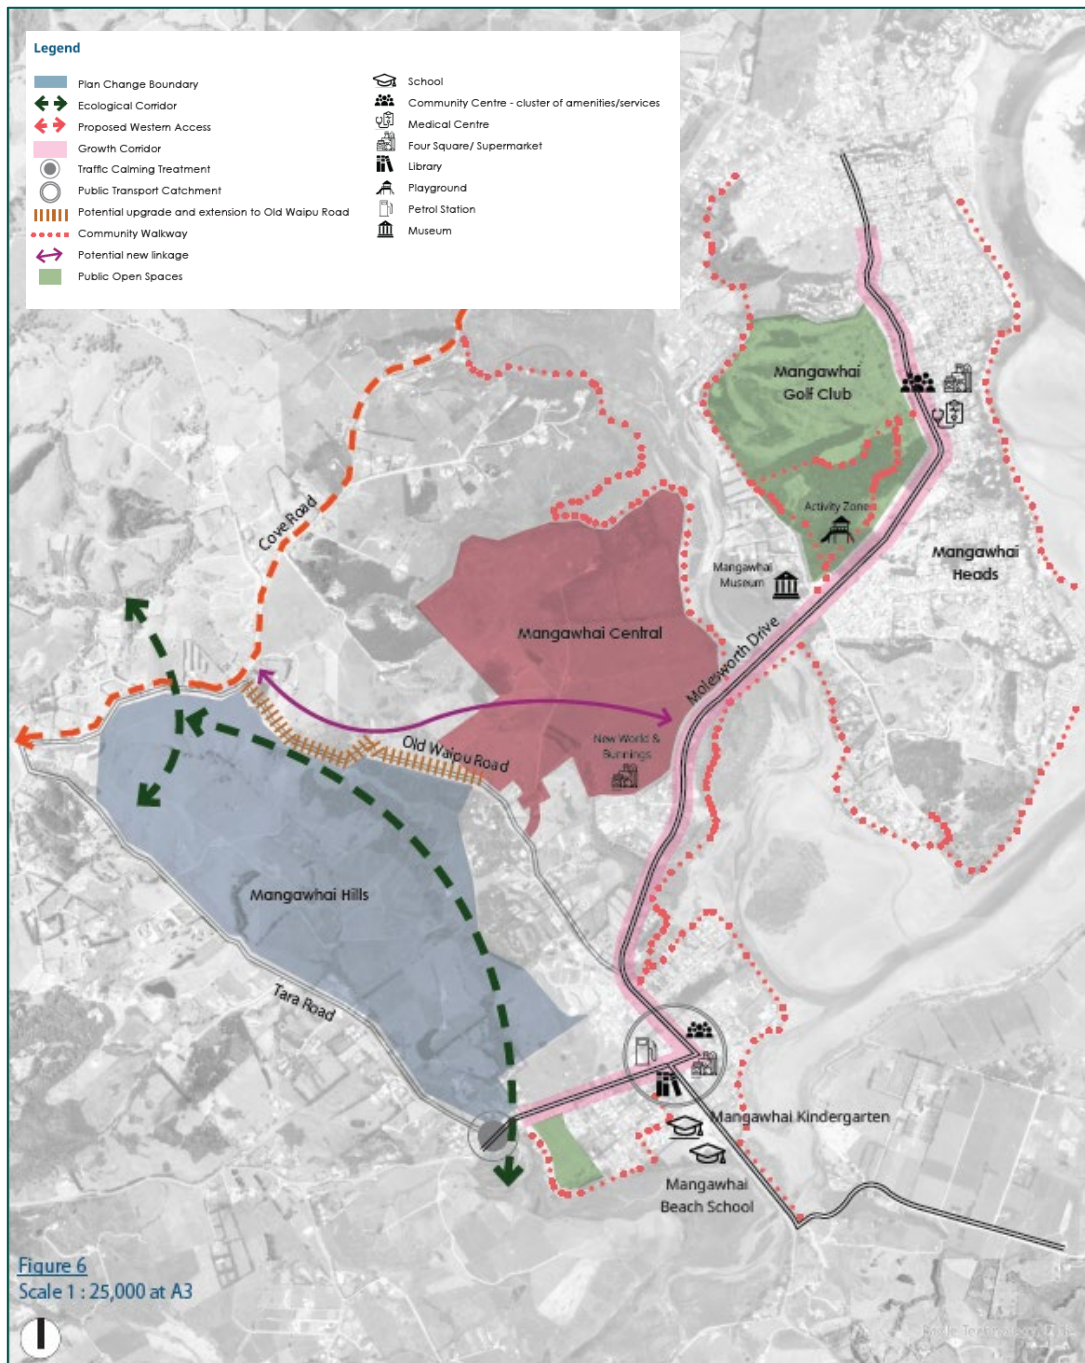 Legend
Plan Change Boundary
Ecological Corridor
Proposed Western Access
Growth Corridor
Traffic Calming Treatment
Public Transport Catchment
Potential upgrade and extension to Old Waipu Road
Community Walkway
Potential new linkage
Public Open Spaces
School
Community Centre - cluster of amenities/services
Medical Centre
Four Square/ Supermarket
Library
Playground
Petrol Station
Museum
Mangawhai
Golf Club
Activity Zone
Cove Road
Mangawhai
Heads
Mangawhai
Museum
Mangawhai Central
Molesworth Drive
New World &
Bunnings
Old Waipu Road
Mangawhai Hills
Tara Road
Mangawhai Kindergarten
Mangawhai
Beach School
Figure 6
Scale 1 : 25,000 at A3